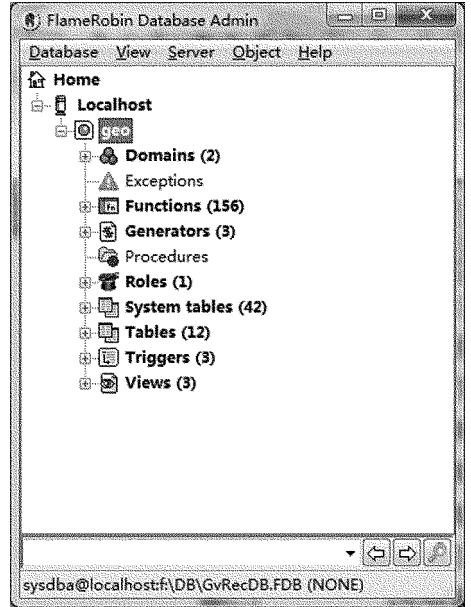 FlameRobin Database Admin
Database View Server Object Help
Home
Localhost
geo
Domains (2)
Exceptions
Functions (156)
Generators (3)
Procedures
Roles (1)
System tables (42)
Tables (12)
Triggers (3)
Views (3)
sysdba@localhost:f:\DB\GvRecDB.FDB (NONE)